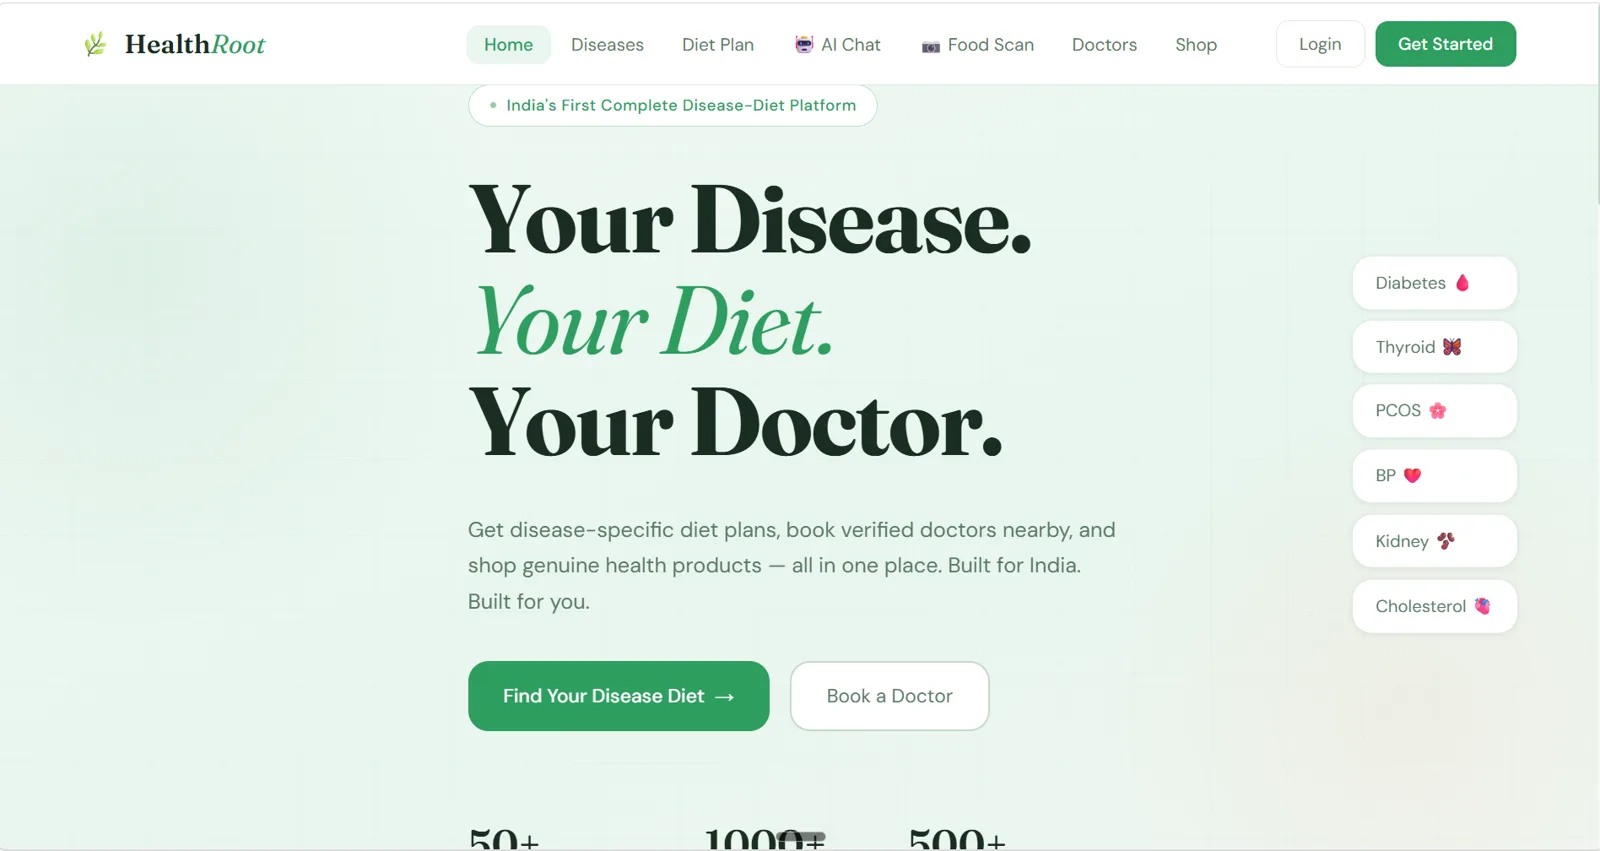 HealthRoot
Home
Diseases
Diet Plan
AI Chat
Food Scan
Doctors
Shop
Login
Get Started
India's First Complete Disease-Diet Platform
Your Disease.
Your Diet.
Your Doctor.
Get disease-specific diet plans, book verified doctors nearby, and
shop genuine health products — all in one place. Built for India.
Built for you.
Find Your Disease Diet →
Book a Doctor
Diabetes
Thyroid
PCOS
BP
Kidney
Cholesterol
50+
1000+
500+